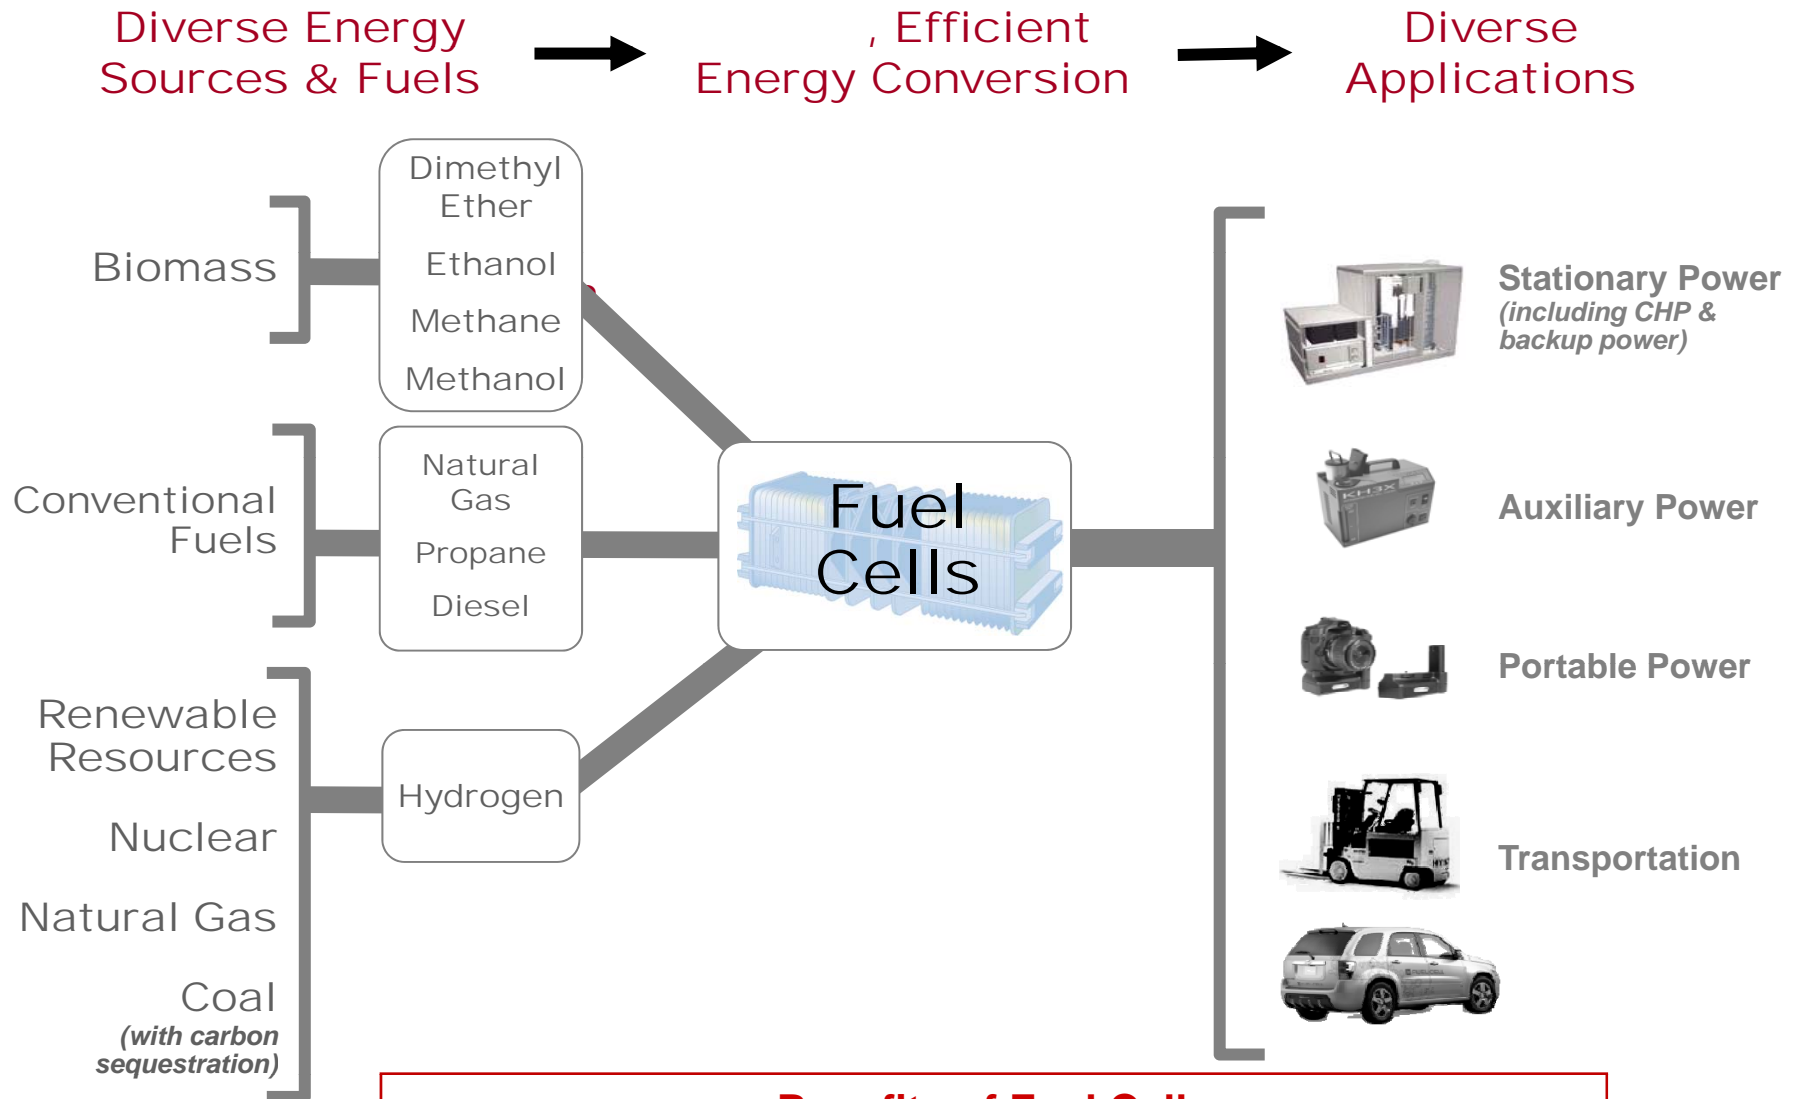 Diverse Energy
Sources & Fuels
, Efficient
Energy Conversion
Diverse
Applications
Biomass
Dimethyl
Ether
Ethanol
Methane
Methanol
Conventional
Fuels
Natural
Gas
Propane
Diesel
Renewable
Resources
Nuclear
Natural Gas
Coal
(with carbon
sequestration)
Hydrogen
Fuel
Cells
Stationary Power
(including CHP &
backup power)
KH3X
Auxiliary Power
Portable Power
Transportation